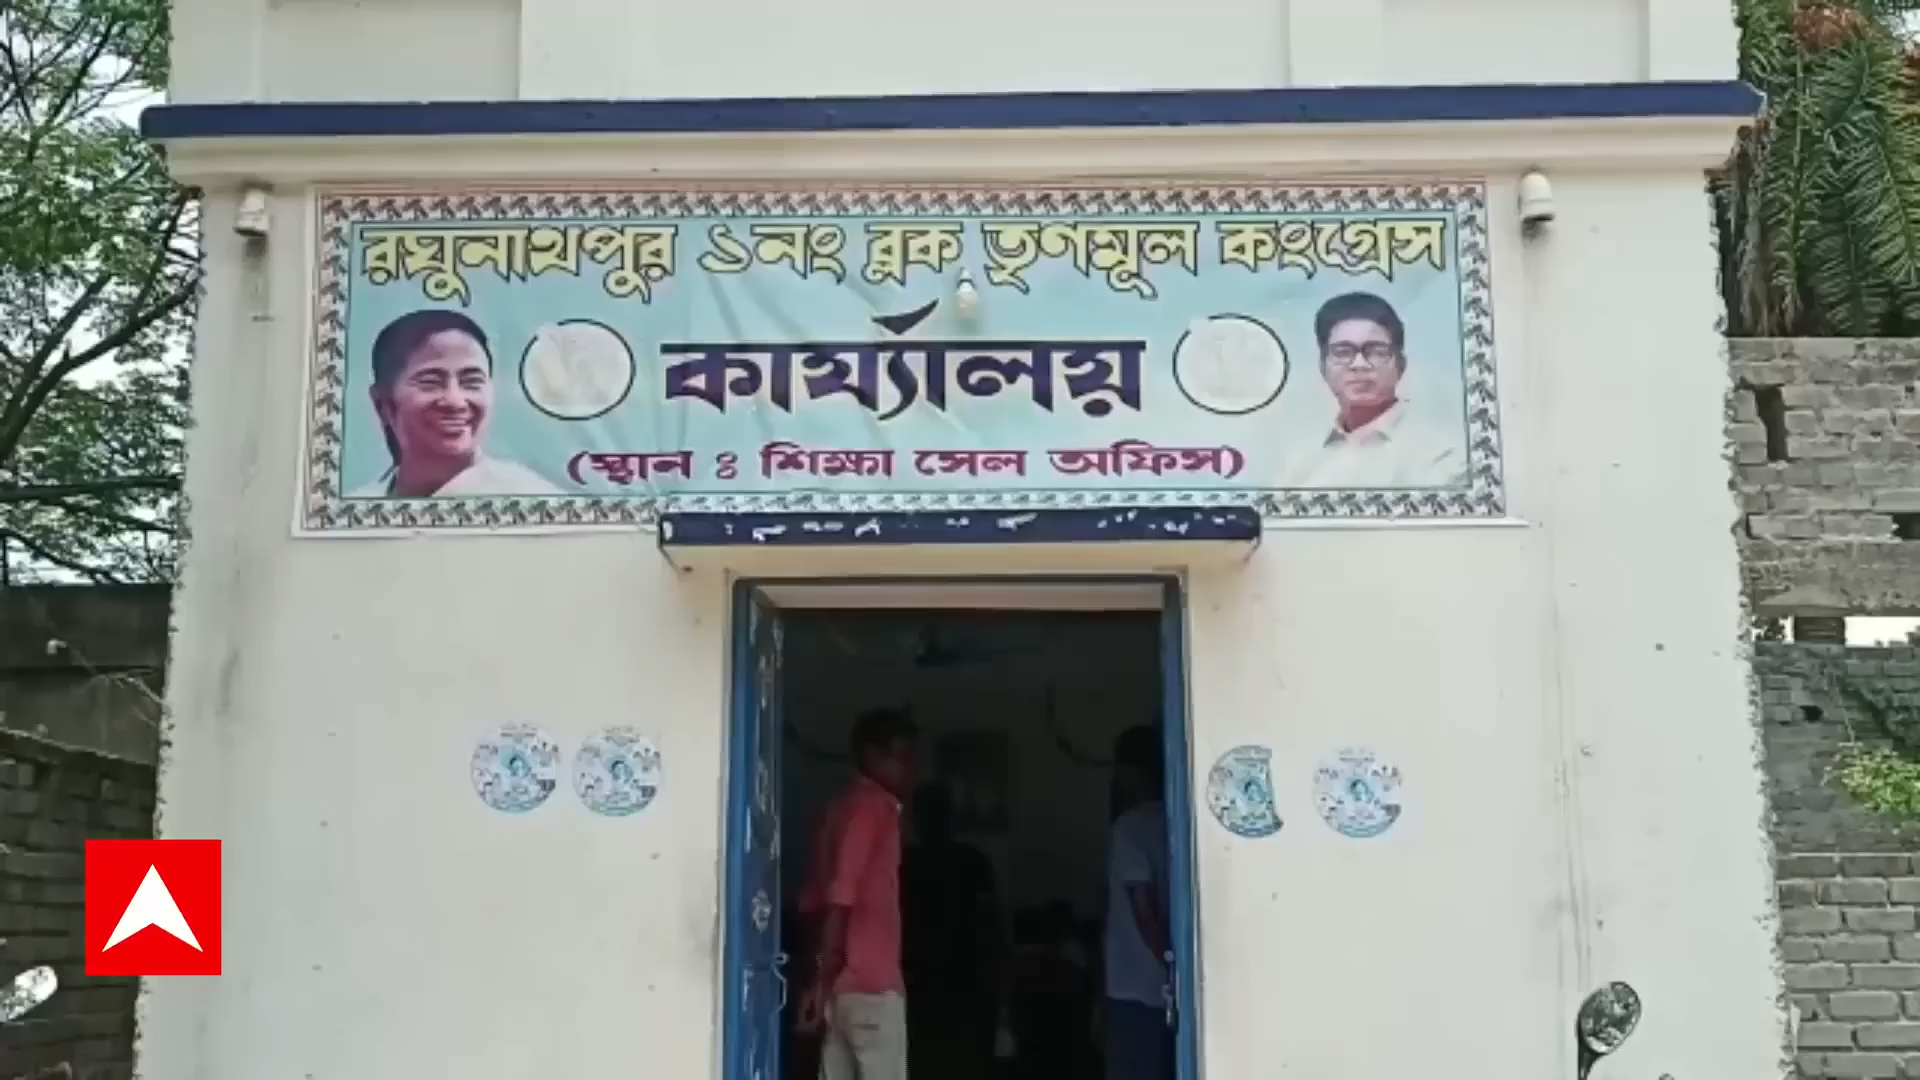 রঘুনাথপুর ১নং ব্লক তৃণমূল কংগ্রেস
কার্য্যালয়
(স্থান ঃ শিক্ষা সেল অফিস)